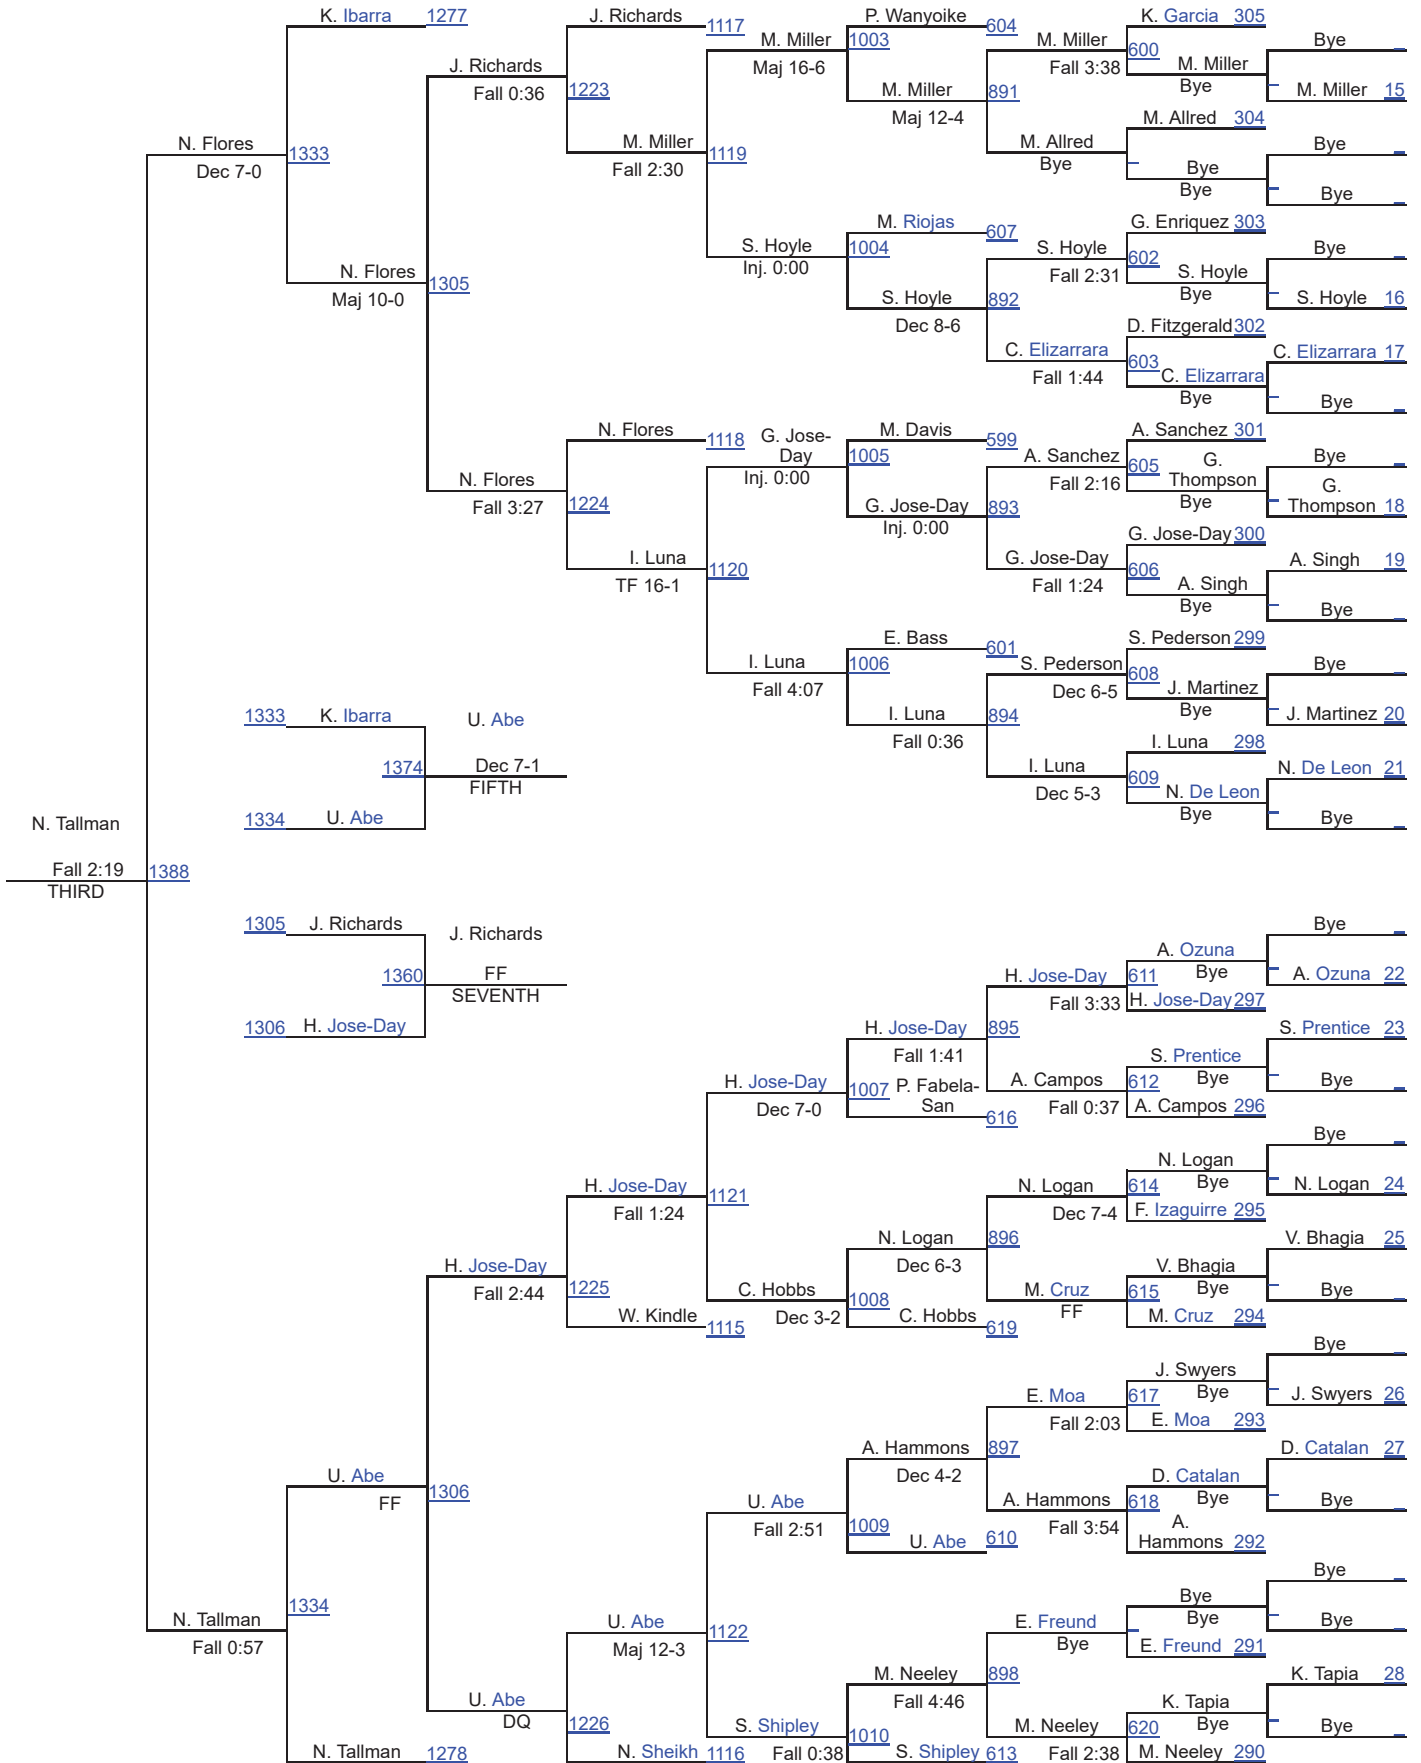 K. Ibarra 1277
J. Richards 1117
P. Wanyoike 604
K. Garcia 305
Bye
M. Miller
Maj 16-6
1003
M. Miller
Fall 3:38
600
M. Miller
Bye
M. Miller 15
J. Richards
Fall 0:36
1223
M. Miller
Maj 12-4
891
M. Allred 304
Bye
N. Flores
Dec 7-0
1333
M. Miller
Fall 2:30
1119
M. Allred
Bye
Bye
Bye
Bye
M. Riojas 607
G. Enriquez 303
Bye
S. Hoyle
Inj. 0:00
1004
S. Hoyle
Fall 2:31
602
S. Hoyle
Bye
S. Hoyle 16
N. Flores
Maj 10-0
1305
S. Hoyle
Dec 8-6
892
D. Fitzgerald 302
C. Elizarrara 17
C. Elizarrara
Fall 1:44
603
C. Elizarrara
Bye
Bye
N. Flores 1118
G. Jose-
Day
Inj. 0:00
M. Davis 599
1005
A. Sanchez 301
A. Sanchez
Fall 2:16
605
G.
Thompson
Bye
Bye
G.
Thompson 18
N. Flores
Fall 3:27
1224
G. Jose-Day
Inj. 0:00
893
G. Jose-Day 300
A. Singh 19
I. Luna
TF 16-1
1120
G. Jose-Day
Fall 1:24
606
A. Singh
Bye
Bye
E. Bass 601
S. Pederson 299
Bye
I. Luna
Fall 4:07
1006
S. Pederson
Dec 6-5
608
J. Martinez
Bye
J. Martinez 20
1333 K. Ibarra
U. Abe
I. Luna
Fall 0:36
894
I. Luna 298
N. De Leon 21
1374
Dec 7-1
FIFTH
I. Luna
Dec 5-3
609
N. De Leon
Bye
Bye
1334 U. Abe
N. Tallman
Fall 2:19
THIRD
1388
1305 J. Richards
J. Richards
Bye
1360
FF
SEVENTH
H. Jose-Day
Fall 3:33
A. Ozuna
Bye
611
A. Ozuna 22
H. Jose-Day 297
1306 H. Jose-Day
H. Jose-Day
Fall 1:41
895
S. Prentice 23
H. Jose-Day
Dec 7-0
1007
P. Fabela-
San
616
A. Campos
Fall 0:37
S. Prentice
Bye
612
A. Campos 296
Bye
Bye
H. Jose-Day
Fall 1:24
1121
N. Logan
Dec 7-4
N. Logan
Bye
614
F. Izaguirre 295
N. Logan 24
N. Logan
Dec 6-3
896
V. Bhagia 25
H. Jose-Day
Fall 2:44
1225
C. Hobbs
Dec 3-2
1008
C. Hobbs 619
M. Cruz
FF
V. Bhagia
Bye
615
M. Cruz 294
Bye
W. Kindle 1115
Bye
E. Moa
Fall 2:03
J. Swyers
Bye
617
E. Moa 293
J. Swyers 26
A. Hammons
Dec 4-2
897
D. Catalan 27
U. Abe
FF
1306
U. Abe
Fall 2:51
1009
U. Abe 610
A. Hammons
Fall 3:54
D. Catalan
Bye
618
A.
Hammons 292
Bye
Bye
N. Tallman
Fall 0:57
1334
U. Abe
Maj 12-3
1122
E. Freund
Bye
Bye
Bye
E. Freund 291
Bye
M. Neeley
Fall 4:46
898
K. Tapia 28
U. Abe
DQ
1226
S. Shipley
Fall 0:38
1010
M. Neeley
Fall 2:38
K. Tapia
Bye
620
Bye
N. Tallman 1278
N. Sheikh 1116
S. Shipley 613
M. Neeley 290